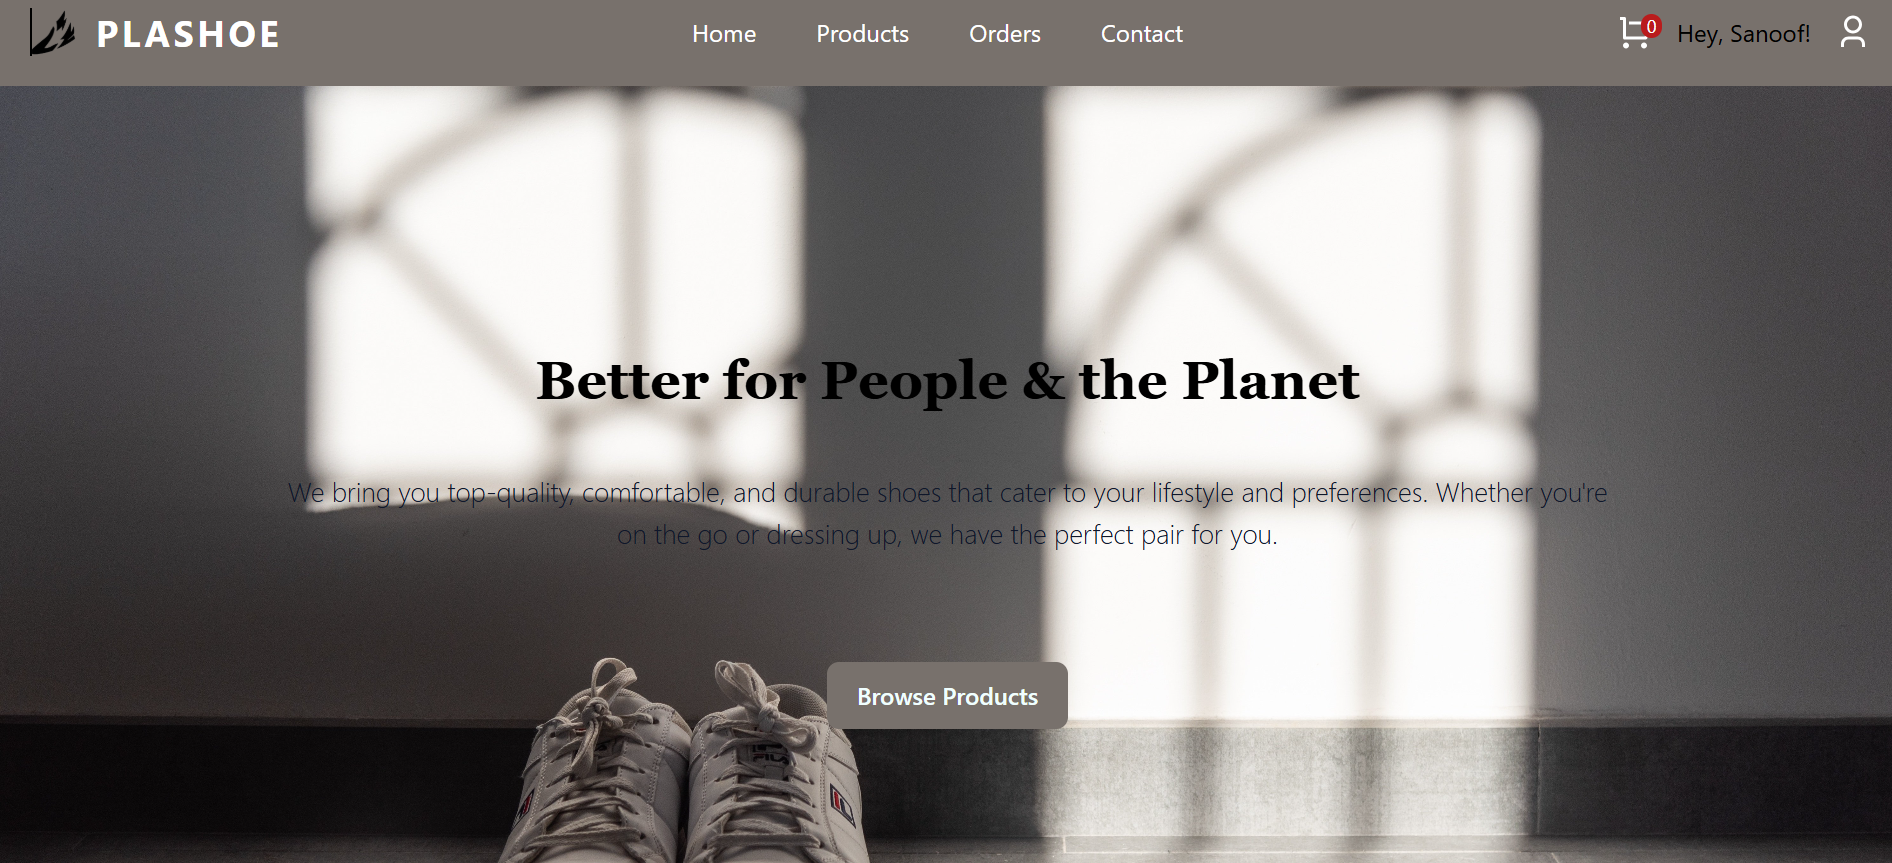 PLASHOE
Home Products Orders Contact
0 Hey, Sanoof!
Better for People & the Planet
We bring you top-quality, comfortable, and durable shoes that cater to your lifestyle and preferences. Whether you're
on the go or dressing up, we have the perfect pair for you.
Browse Products
FILA